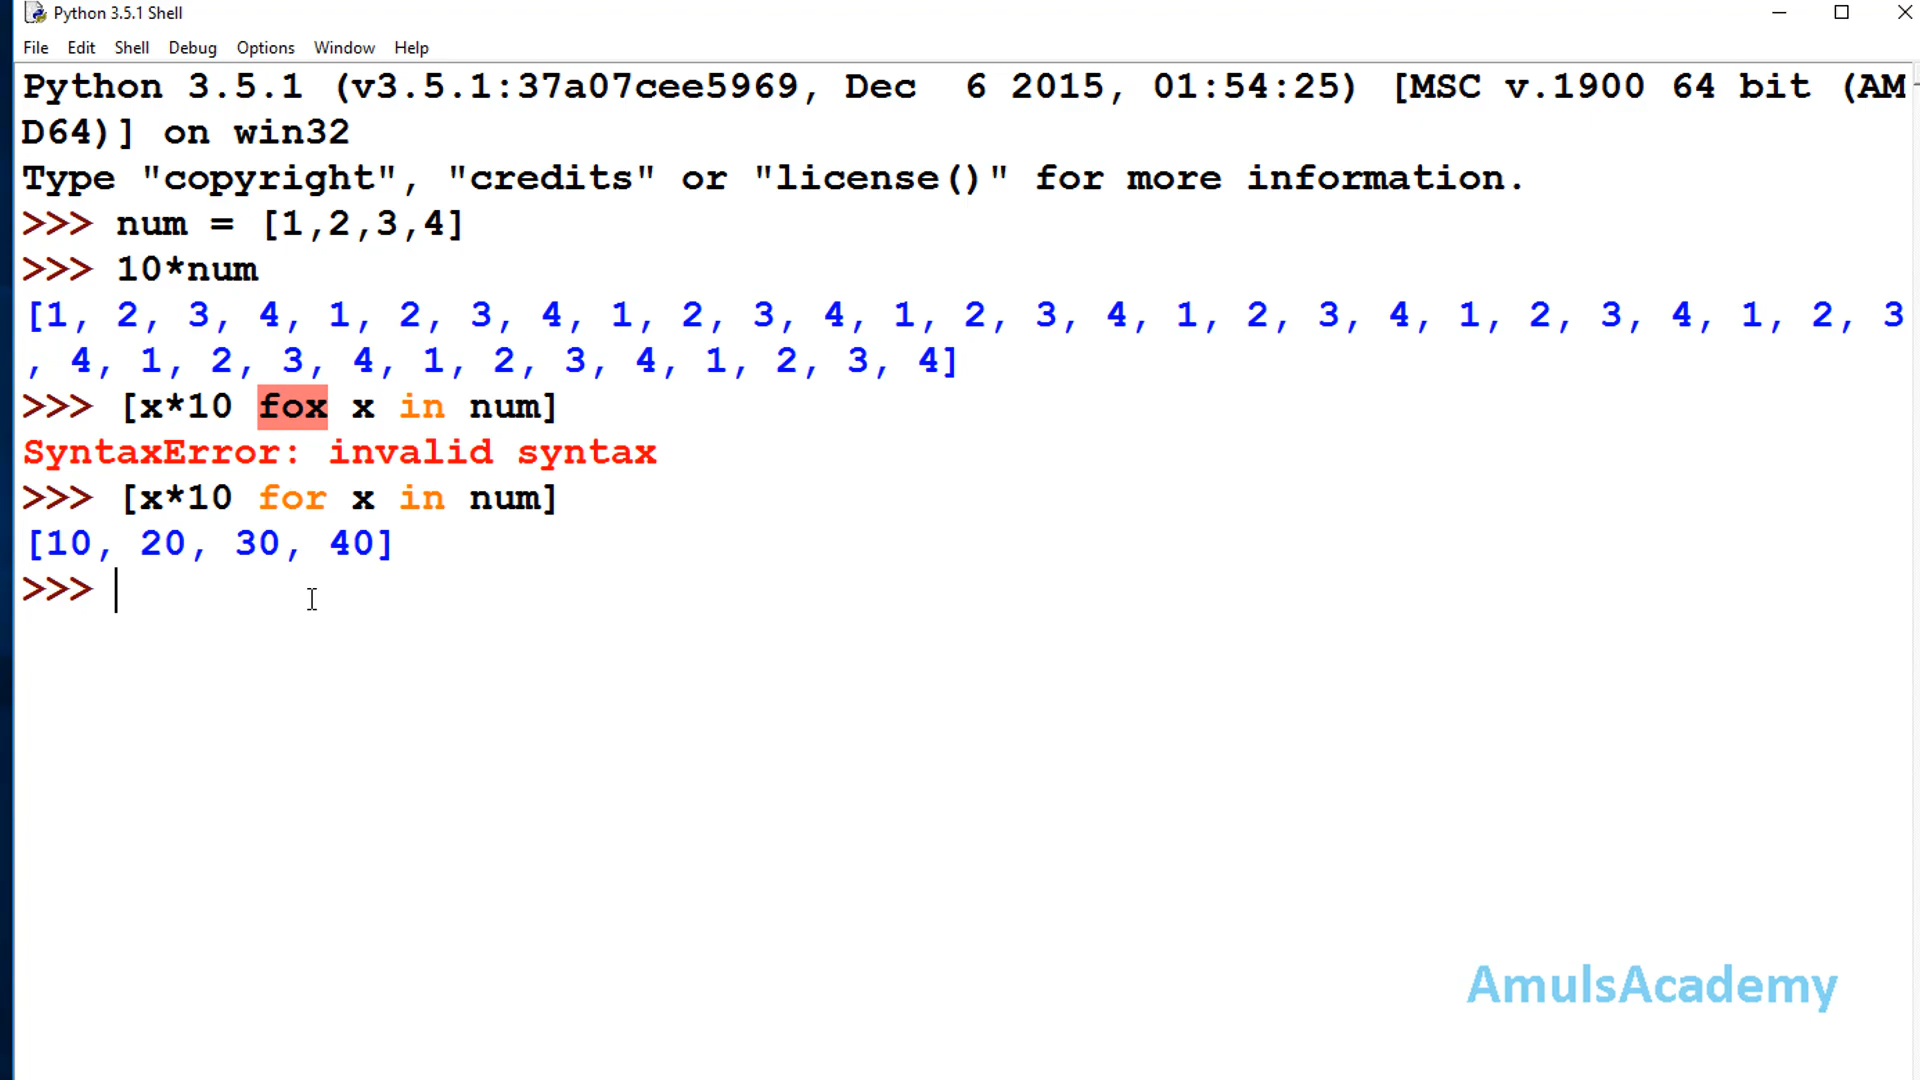 Python 3.5.1 Shell
File Edit Shell Debug Options Window Help
Python 3.5.1 (v3.5.1:37a07cee5969, Dec  6 2015, 01:54:25) [MSC v.1900 64 bit (AM
D64)] on win32
Type "copyright", "credits" or "license()" for more information.
>>> num = [1,2,3,4]
>>> 10*num
[1, 2, 3, 4, 1, 2, 3, 4, 1, 2, 3, 4, 1, 2, 3, 4, 1, 2, 3, 4, 1, 2, 3, 4, 1, 2, 3
, 4, 1, 2, 3, 4, 1, 2, 3, 4, 1, 2, 3, 4]
>>> [x*10 fox x in num]
SyntaxError: invalid syntax
>>> [x*10 for x in num]
[10, 20, 30, 40]
>>>
AmulsAcademy